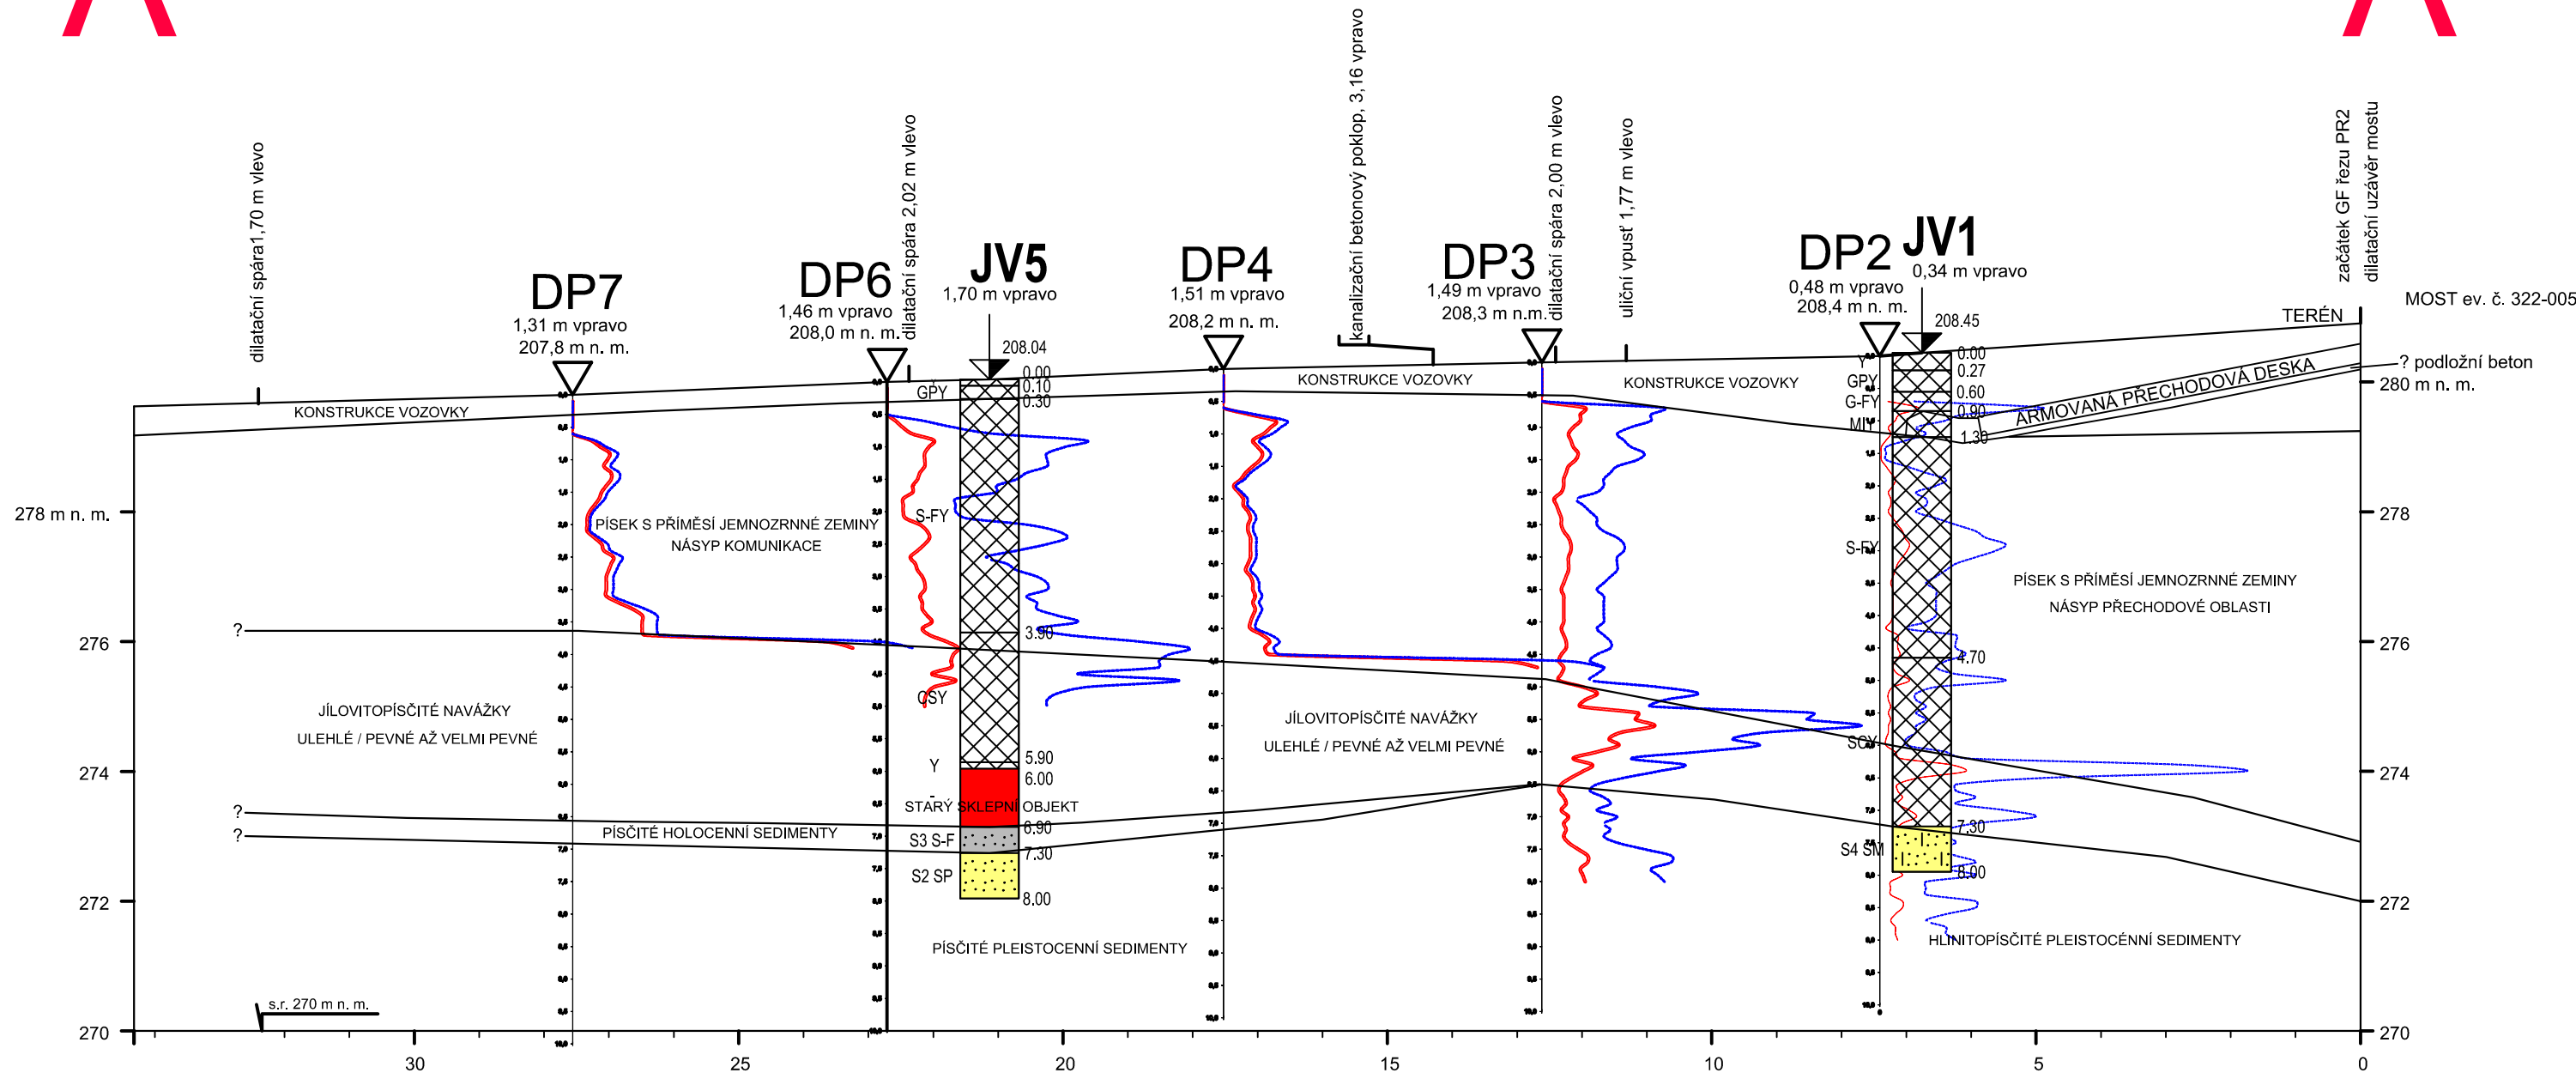 dilatační spára1,70 m vlevo
dilatační spára 2,02 m vlevo
kanalizační betonový poklop, 3,16 vpravo
dilatační spára 2,00 m vlevo
uliční vpusť 1,77 m vlevo
začátek GF řezu PR2
dilatační uzávěr mostu
MOST ev. č. 322-005
TERÉN
? podložní beton
280 m n. m.
ARMOVANÁ PŘECHODOVÁ DESKA
DP7
1,31 m vpravo
207,8 m n. m.
DP6
1,46 m vpravo
208,0 m n. m.
JV5
1,70 m vpravo
208.04
DP4
1,51 m vpravo
208,2 m n. m.
DP3
1,49 m vpravo
208,3 m n.m.
DP2
0,48 m vpravo
208,4 m n. m.
JV1
0,34 m vpravo
208.45
KONSTRUKCE VOZOVKY
KONSTRUKCE VOZOVKY
KONSTRUKCE VOZOVKY
0.00
0.10
0.30
3.90
5.90
6.00
6.90
7.30
8.00
GPY
S-FY
CSY
Y
-
STARÝ SKLEPNÍ OBJEKT
S3 S-F
S2 SP
0.00
0.27
0.60
0.90
1.30
4.70
7.30
8.00
Y
GPY
G-FY
MIY
S-FY
SCY
S4 SM
PÍSEK S PŘÍMĚSÍ JEMNOZRNNÉ ZEMINY
NÁSYP KOMUNIKACE
PÍSEK S PŘÍMĚSÍ JEMNOZRNNÉ ZEMINY
NÁSYP PŘECHODOVÉ OBLASTI
JÍLOVITOPÍSČITÉ NAVÁŽKY
ULEHLÉ / PEVNÉ AŽ VELMI PEVNÉ
JÍLOVITOPÍSČITÉ NAVÁŽKY
ULEHLÉ / PEVNÉ AŽ VELMI PEVNÉ
?
?
?
PÍSČITÉ HOLOCENNÍ SEDIMENTY
PÍSČITÉ PLEISTOCENNÍ SEDIMENTY
HLINITOPÍSČITÉ PLEISTOCÉNNÍ SEDIMENTY
s.r. 270 m n. m.
278 m n. m.
276
274
272
270
278
276
274
272
270
30
25
20
15
10
5
0